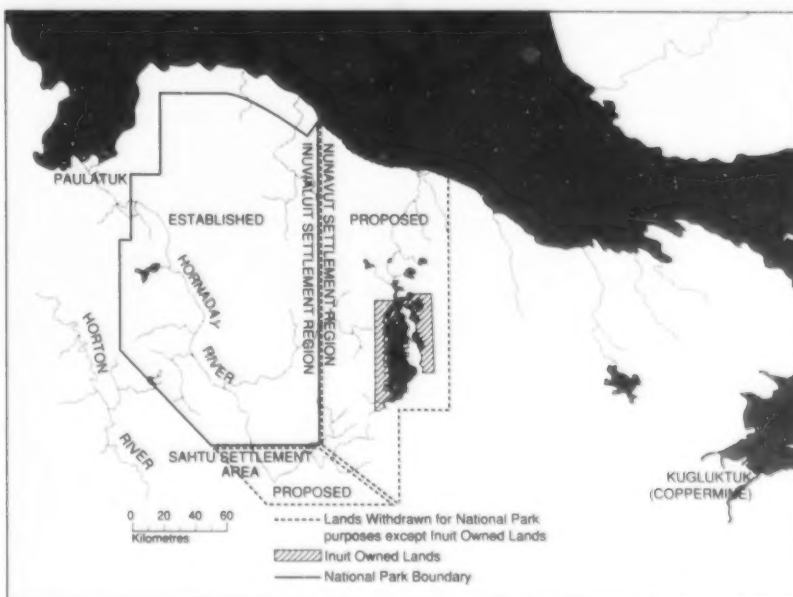 PAULATUK
ESTABLISHED
INUVIALUIT SETTLEMENT REGION
NUNAVUT SETTLEMENT REGION
PROPOSED
HORNADAY
RIVER
HORTON
RIVER
SAHTU SETTLEMENT
AREA
PROPOSED
KUGLUKTUK
(COPPERMINE)
0 20 40 60
Kilometres
Lands Withdrawn for National Park
purposes except Inuit Owned Lands
Inuit Owned Lands
National Park Boundary